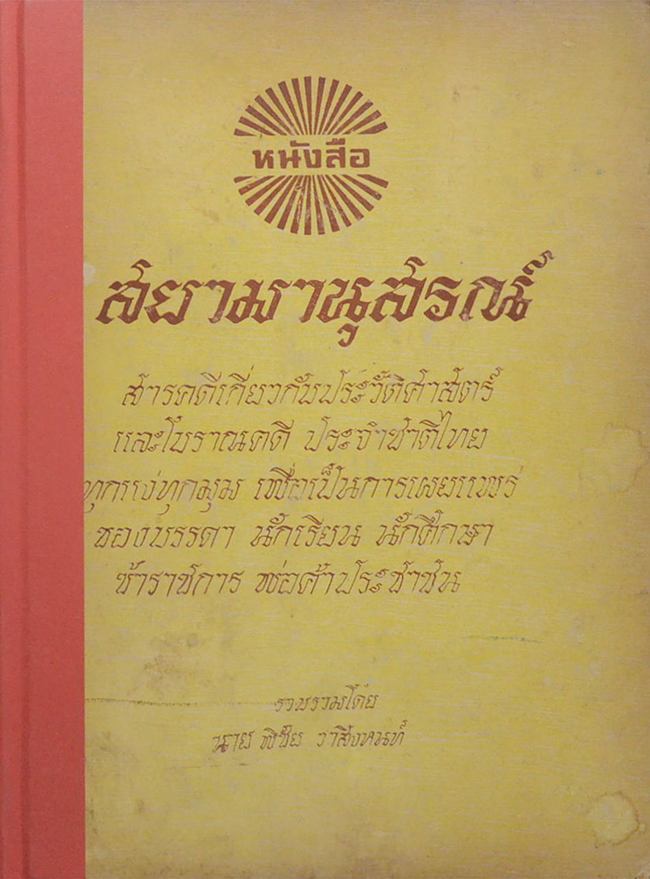 หนังสือ
สยามานุสรณ์
สารคดีเกี่ยวกับประวัติศาสตร์
และโบราณคดี ประจำชาติไทย
ทุกแง่ทุกมุม เพื่อเป็นการเผยแพร่
ของบรรดา นักเรียน นักศึกษา
ข้าราชการ พ่อค้าประชาชน
รวบรวมโดย
นาย พิชัย วาสิงหนท์